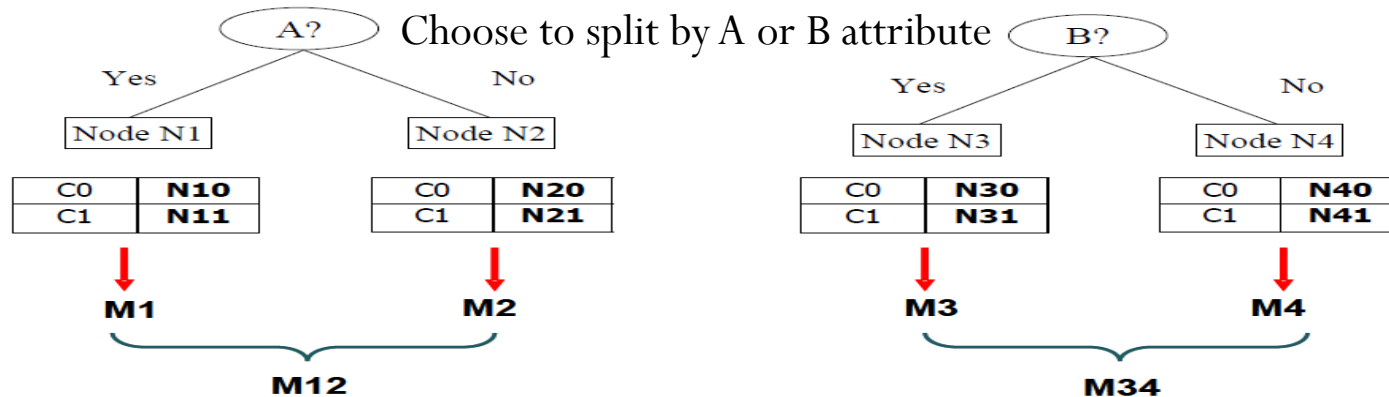 A? Choose to split by A or B attribute B?
Yes No Yes No
Node N1 Node N2 Node N3 Node N4
C0 N10 C0 N20 C0 N30 C0 N40
C1 N11 C1 N21 C1 N31 C1 N41
M1 M2 M3 M4
M12 M34